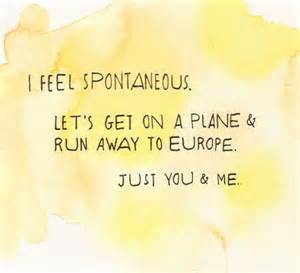 I FEEL SPONTANEOUS.
LET'S GET ON A PLANE &
RUN AWAY TO EUROPE.
JUST YOU & ME.